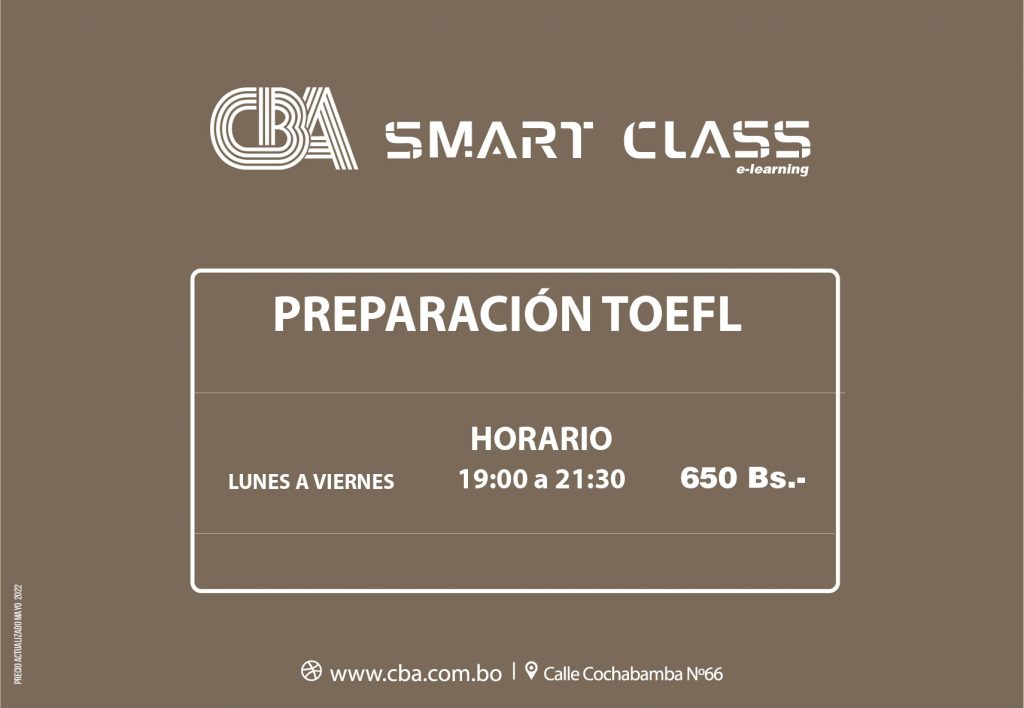 CBA SMART CLASS
e-learning
PREPARACIÓN TOEFL
HORARIO
LUNES A VIERNES 19:00 a 21:30 650 Bs.-
PRECIO ACTUALIZADO MAYO 2022
www.cba.com.bo | Calle Cochabamba Nº66